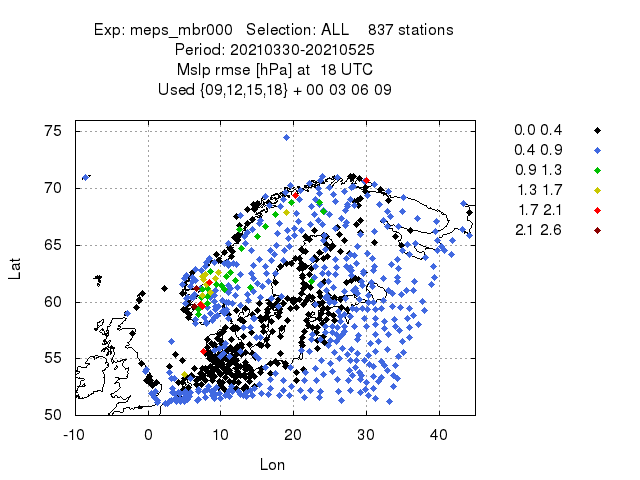 Exp: meps_mbr000   Selection: ALL    837 stations
Period: 20210330-20210525
Mslp rmse [hPa] at  18 UTC
Used {09,12,15,18} + 00 03 06 09
75
70
65
60
55
50
Lat
-10 0 10 20 30 40
Lon
0.0 0.4
0.4 0.9
0.9 1.3
1.3 1.7
1.7 2.1
2.1 2.6